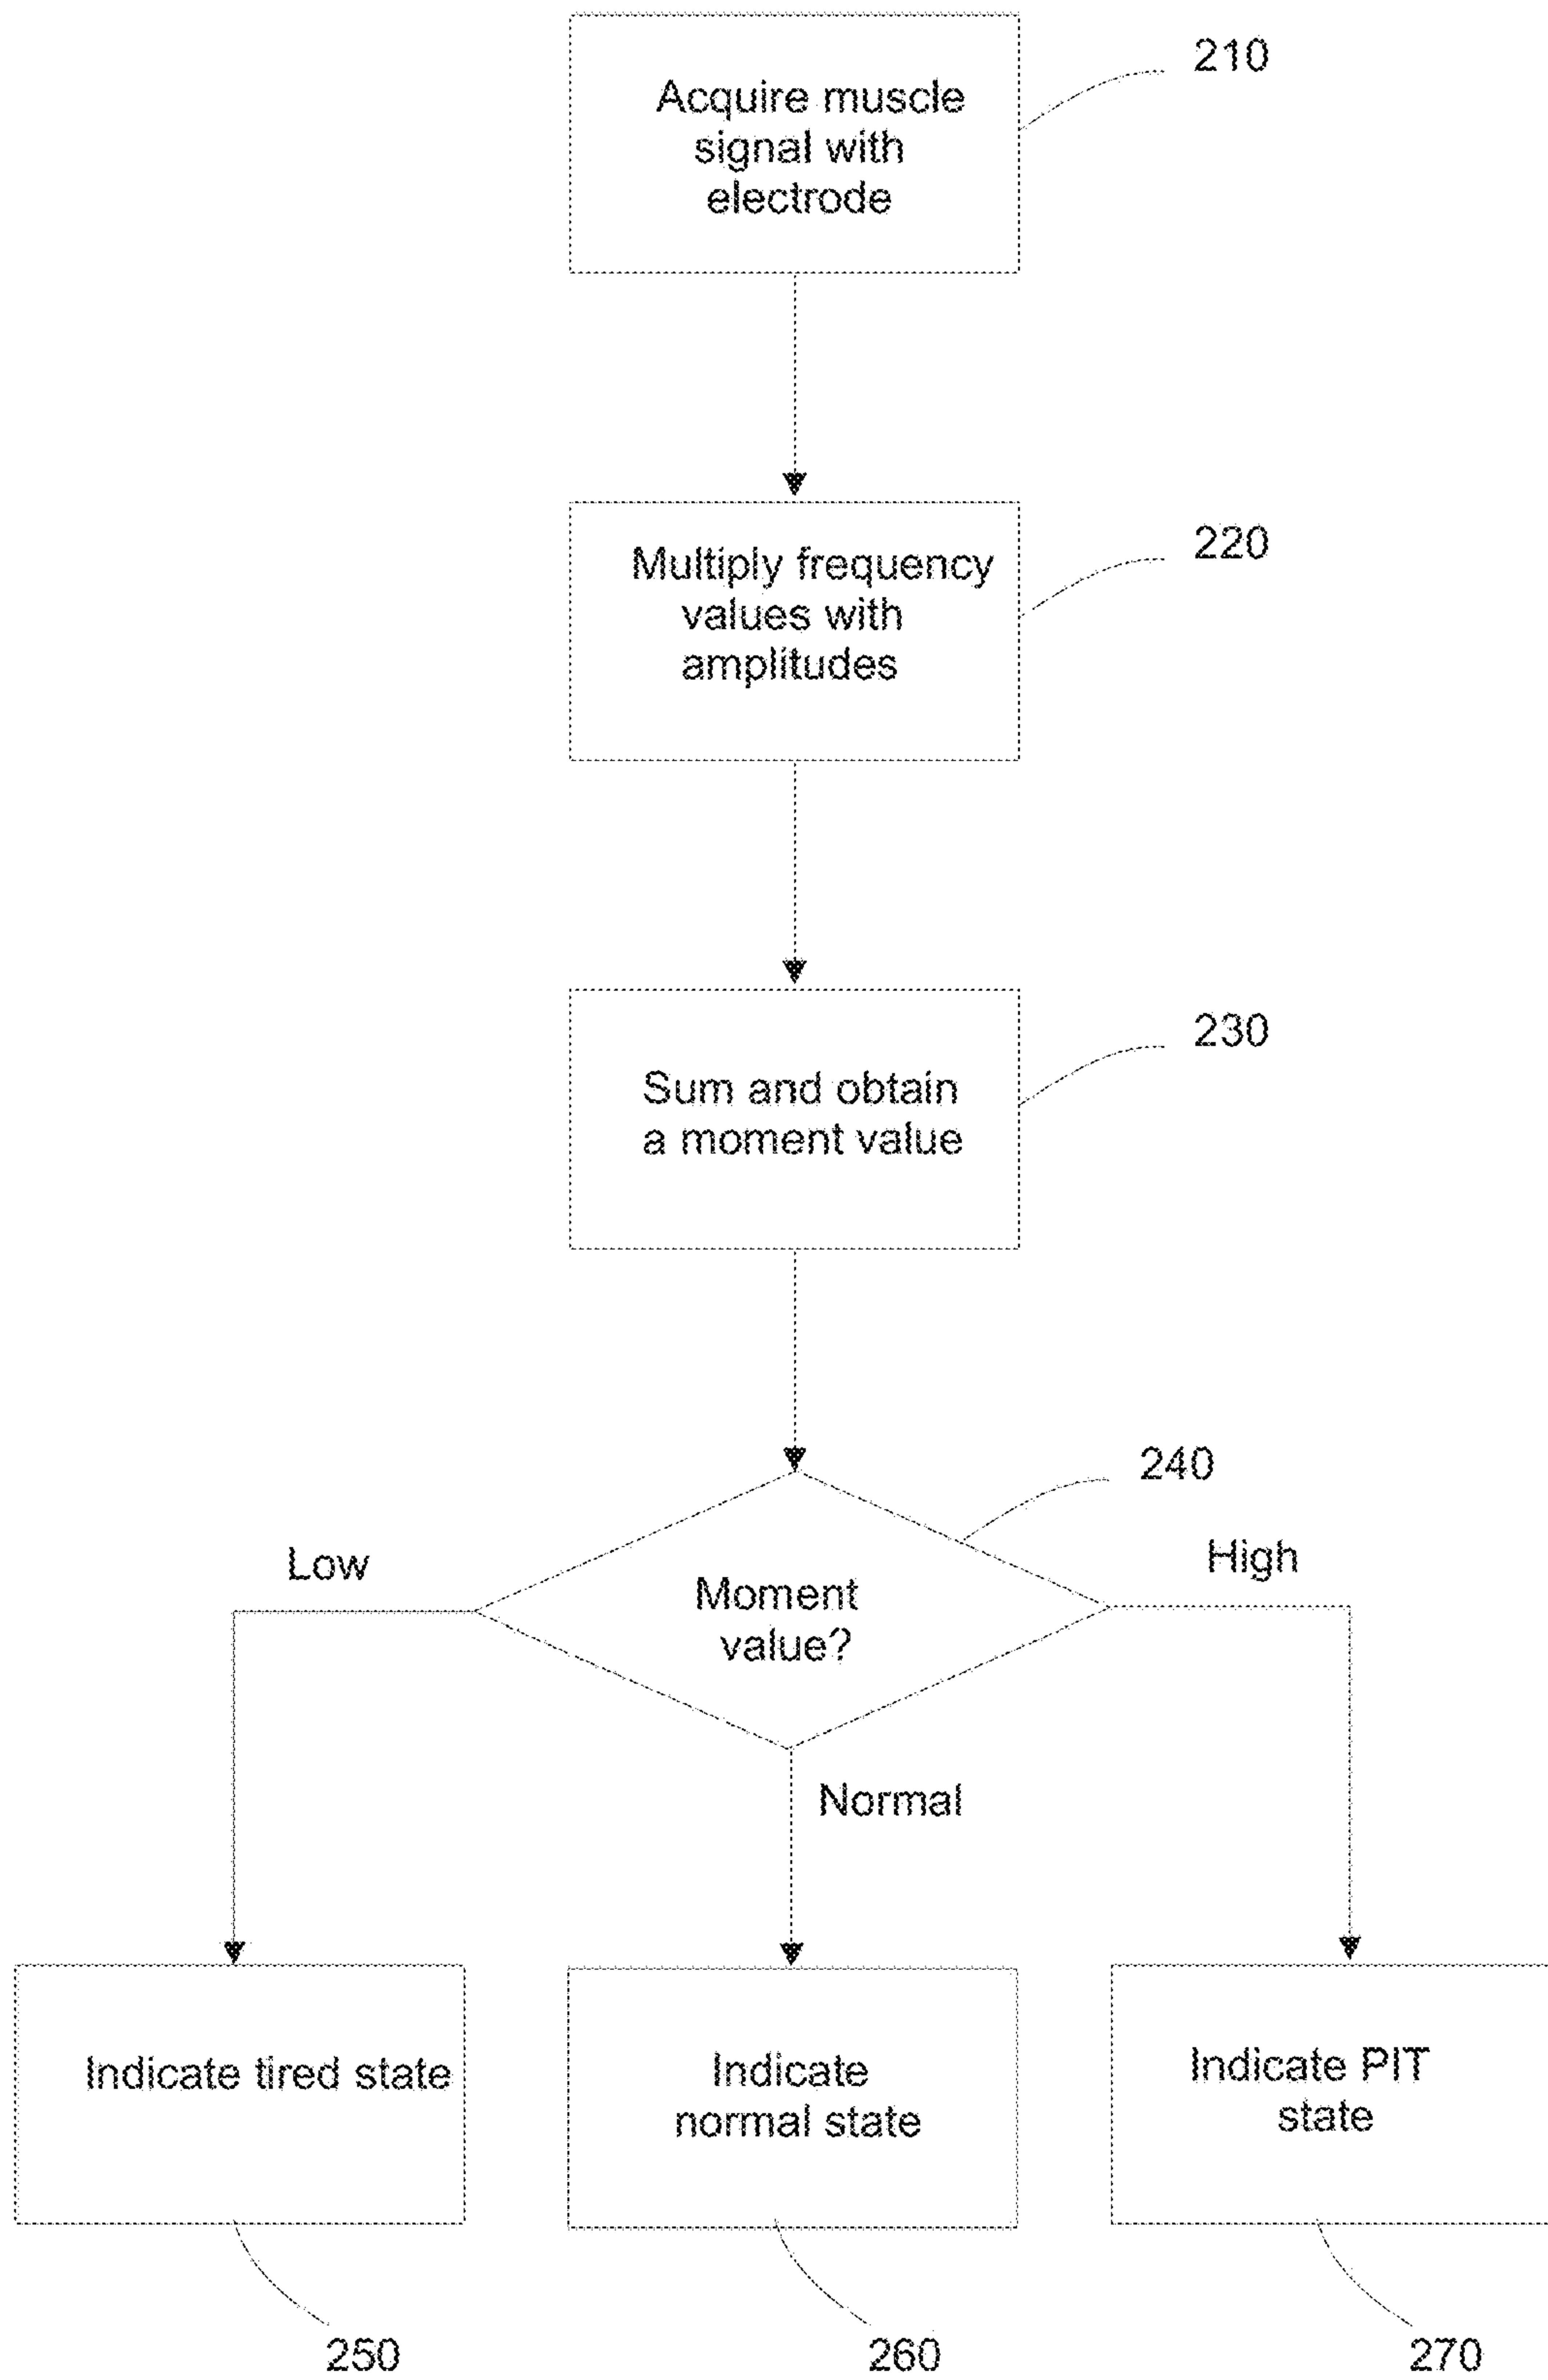 210
Acquire muscle
signal with
electrode
220
Multiply frequency
values with
amplitudes
230
Sum and obtain
a moment value
240
Low
High
Moment
value?
Normal
Indicate tired state
Indicate
normal state
Indicate PIT
state
250
260
270